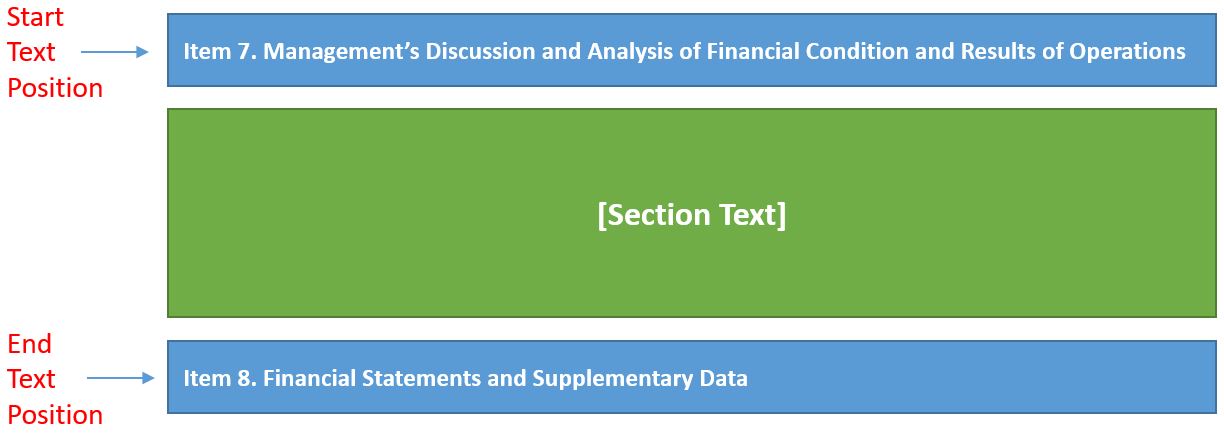 Start
Text
Position
Item 7. Management’s Discussion and Analysis of Financial Condition and Results of Operations
[Section Text]
End
Text
Position
Item 8. Financial Statements and Supplementary Data